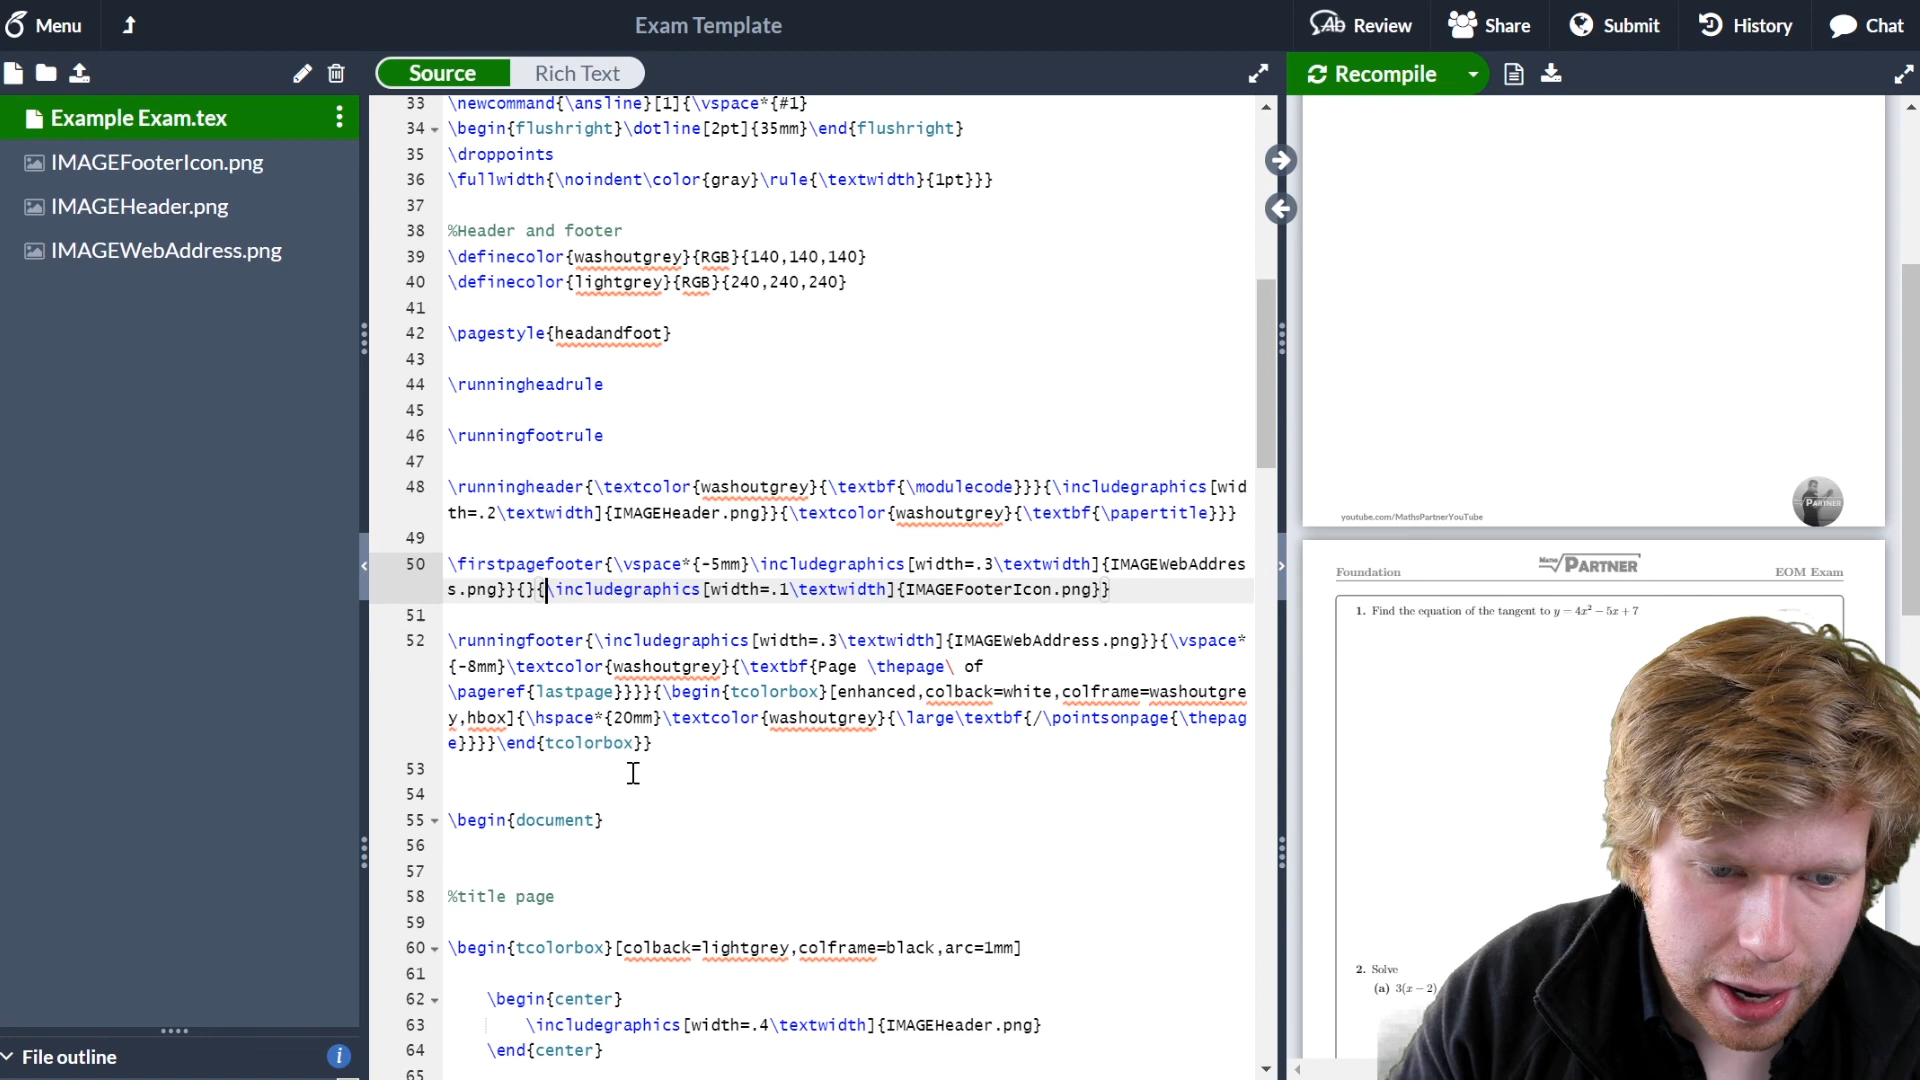 Menu
Exam Template
Review
Share
Submit
History
Chat
Source
Rich Text
Recompile
Example Exam.tex
IMAGEFooterIcon.png
IMAGEHeader.png
IMAGEWebAddress.png
File outline
33 \newcommand{\ansline}[1]{\vspace*{#1}
34 \begin{flushright}\dotline[2pt]{35mm}\end{flushright}
35 \droppoints
36 \fullwidth{\noindent\color{gray}\rule{\textwidth}{1pt}}}
37
38 %Header and footer
39 \definecolor{washoutgrey}{RGB}{140,140,140}
40 \definecolor{lightgrey}{RGB}{240,240,240}
41
42 \pagestyle{headandfoot}
43
44 \runningheadrule
45
46 \runningfootrule
47
48 \runningheader{\textcolor{washoutgrey}{\textbf{\modulecode}}}{\includegraphics[wid
th=.2\textwidth]{IMAGEHeader.png}}{\textcolor{washoutgrey}{\textbf{\papertitle}}}
49
50 \firstpagefooter{\vspace*{-5mm}\includegraphics[width=.3\textwidth]{IMAGEWebAddres
s.png}}{}{\includegraphics[width=.1\textwidth]{IMAGEFooterIcon.png}}
51
52 \runningfooter{\includegraphics[width=.3\textwidth]{IMAGEWebAddress.png}}{\vspace*
{-8mm}\textcolor{washoutgrey}{\textbf{Page \thepage\ of
\pageref{lastpage}}}}{\begin{tcolorbox}[enhanced,colback=white,colframe=washoutgre
y,hbox]{\hspace*{20mm}\textcolor{washoutgrey}{\large\textbf{/\pointsonpage{\thepag
e}}}}\end{tcolorbox}}
53
54
55 \begin{document}
56
57
58 %title page
59
60 \begin{tcolorbox}[colback=lightgrey,colframe=black,arc=1mm]
61
62 \begin{center}
63 \includegraphics[width=.4\textwidth]{IMAGEHeader.png}
64 \end{center}
65
youtube.com/MathsPartnerYouTube
PARTNER
Foundation
MATHS PARTNER
EOM Exam
1. Find the equation of the tangent to y = 4x² − 5x + 7
2. Solve
(a) 3(x − 2)